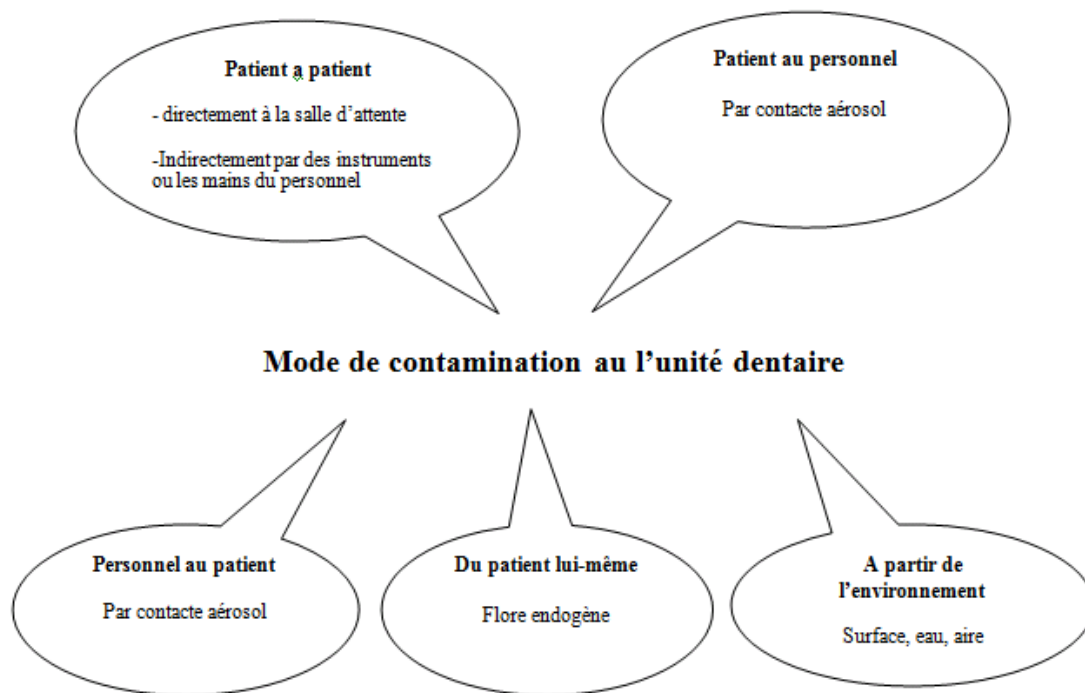 Patient a patient
- directement à la salle d’attente
-Indirectement par des instruments
ou les mains du personnel
Patient au personnel
Par contacte aérosol
Mode de contamination au l’unité dentaire
Personnel au patient
Par contacte aérosol
Du patient lui-même
Flore endogène
A partir de
l’environnement
Surface, eau, aire